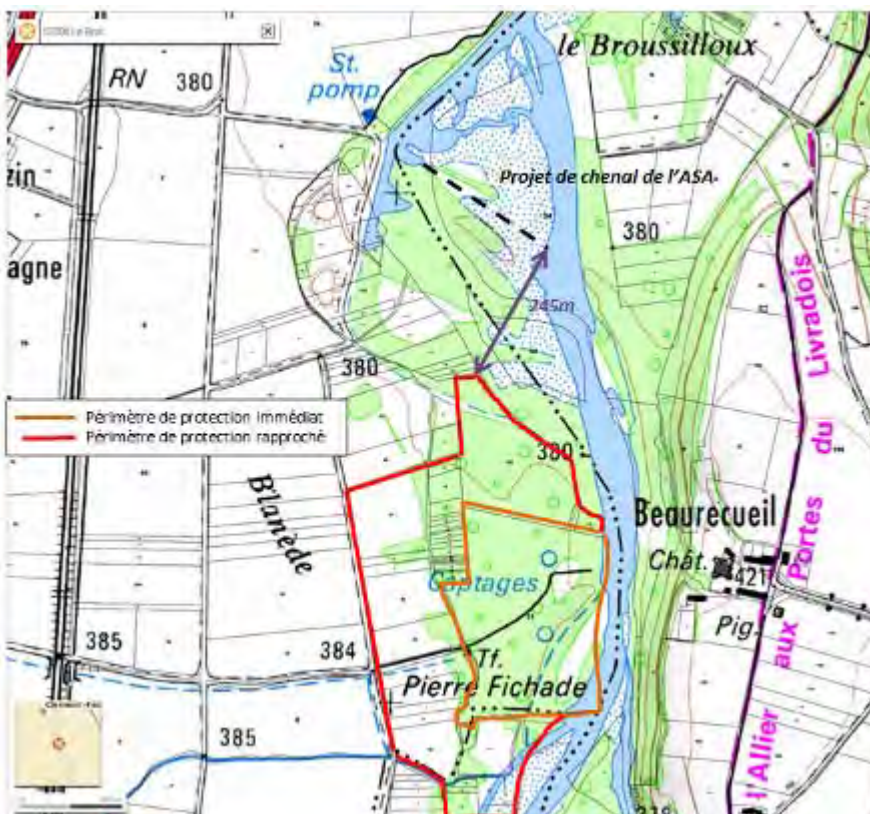 le Broussilloux
RN
380
St.
pomp
zin
Projet de chenal de l'ASA
agne
380
245m
380
Périmètre de protection immédiat
Périmètre de protection rapproché
380
Blanède
Beaurecueil
Captages
Chât.
421
385
384
Pig.
Tf.
Pierre Fichade
385
l'Allier aux Portes du Livradois